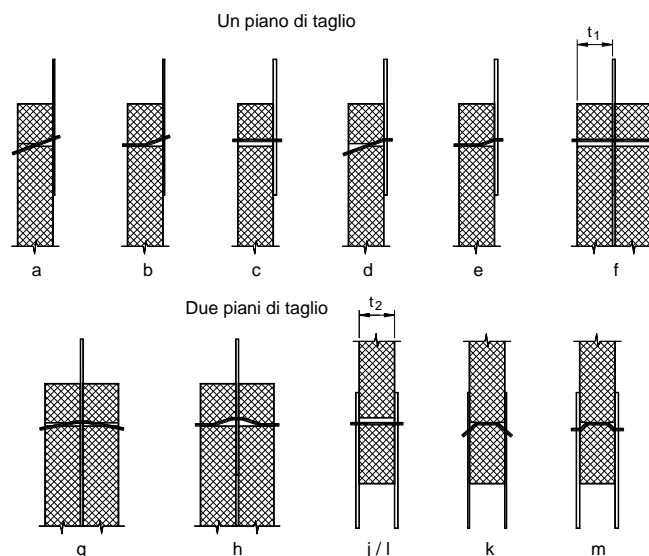 Un piano di taglio
t1
a b c d e f
Due piani di taglio
t2
g h j / l k m